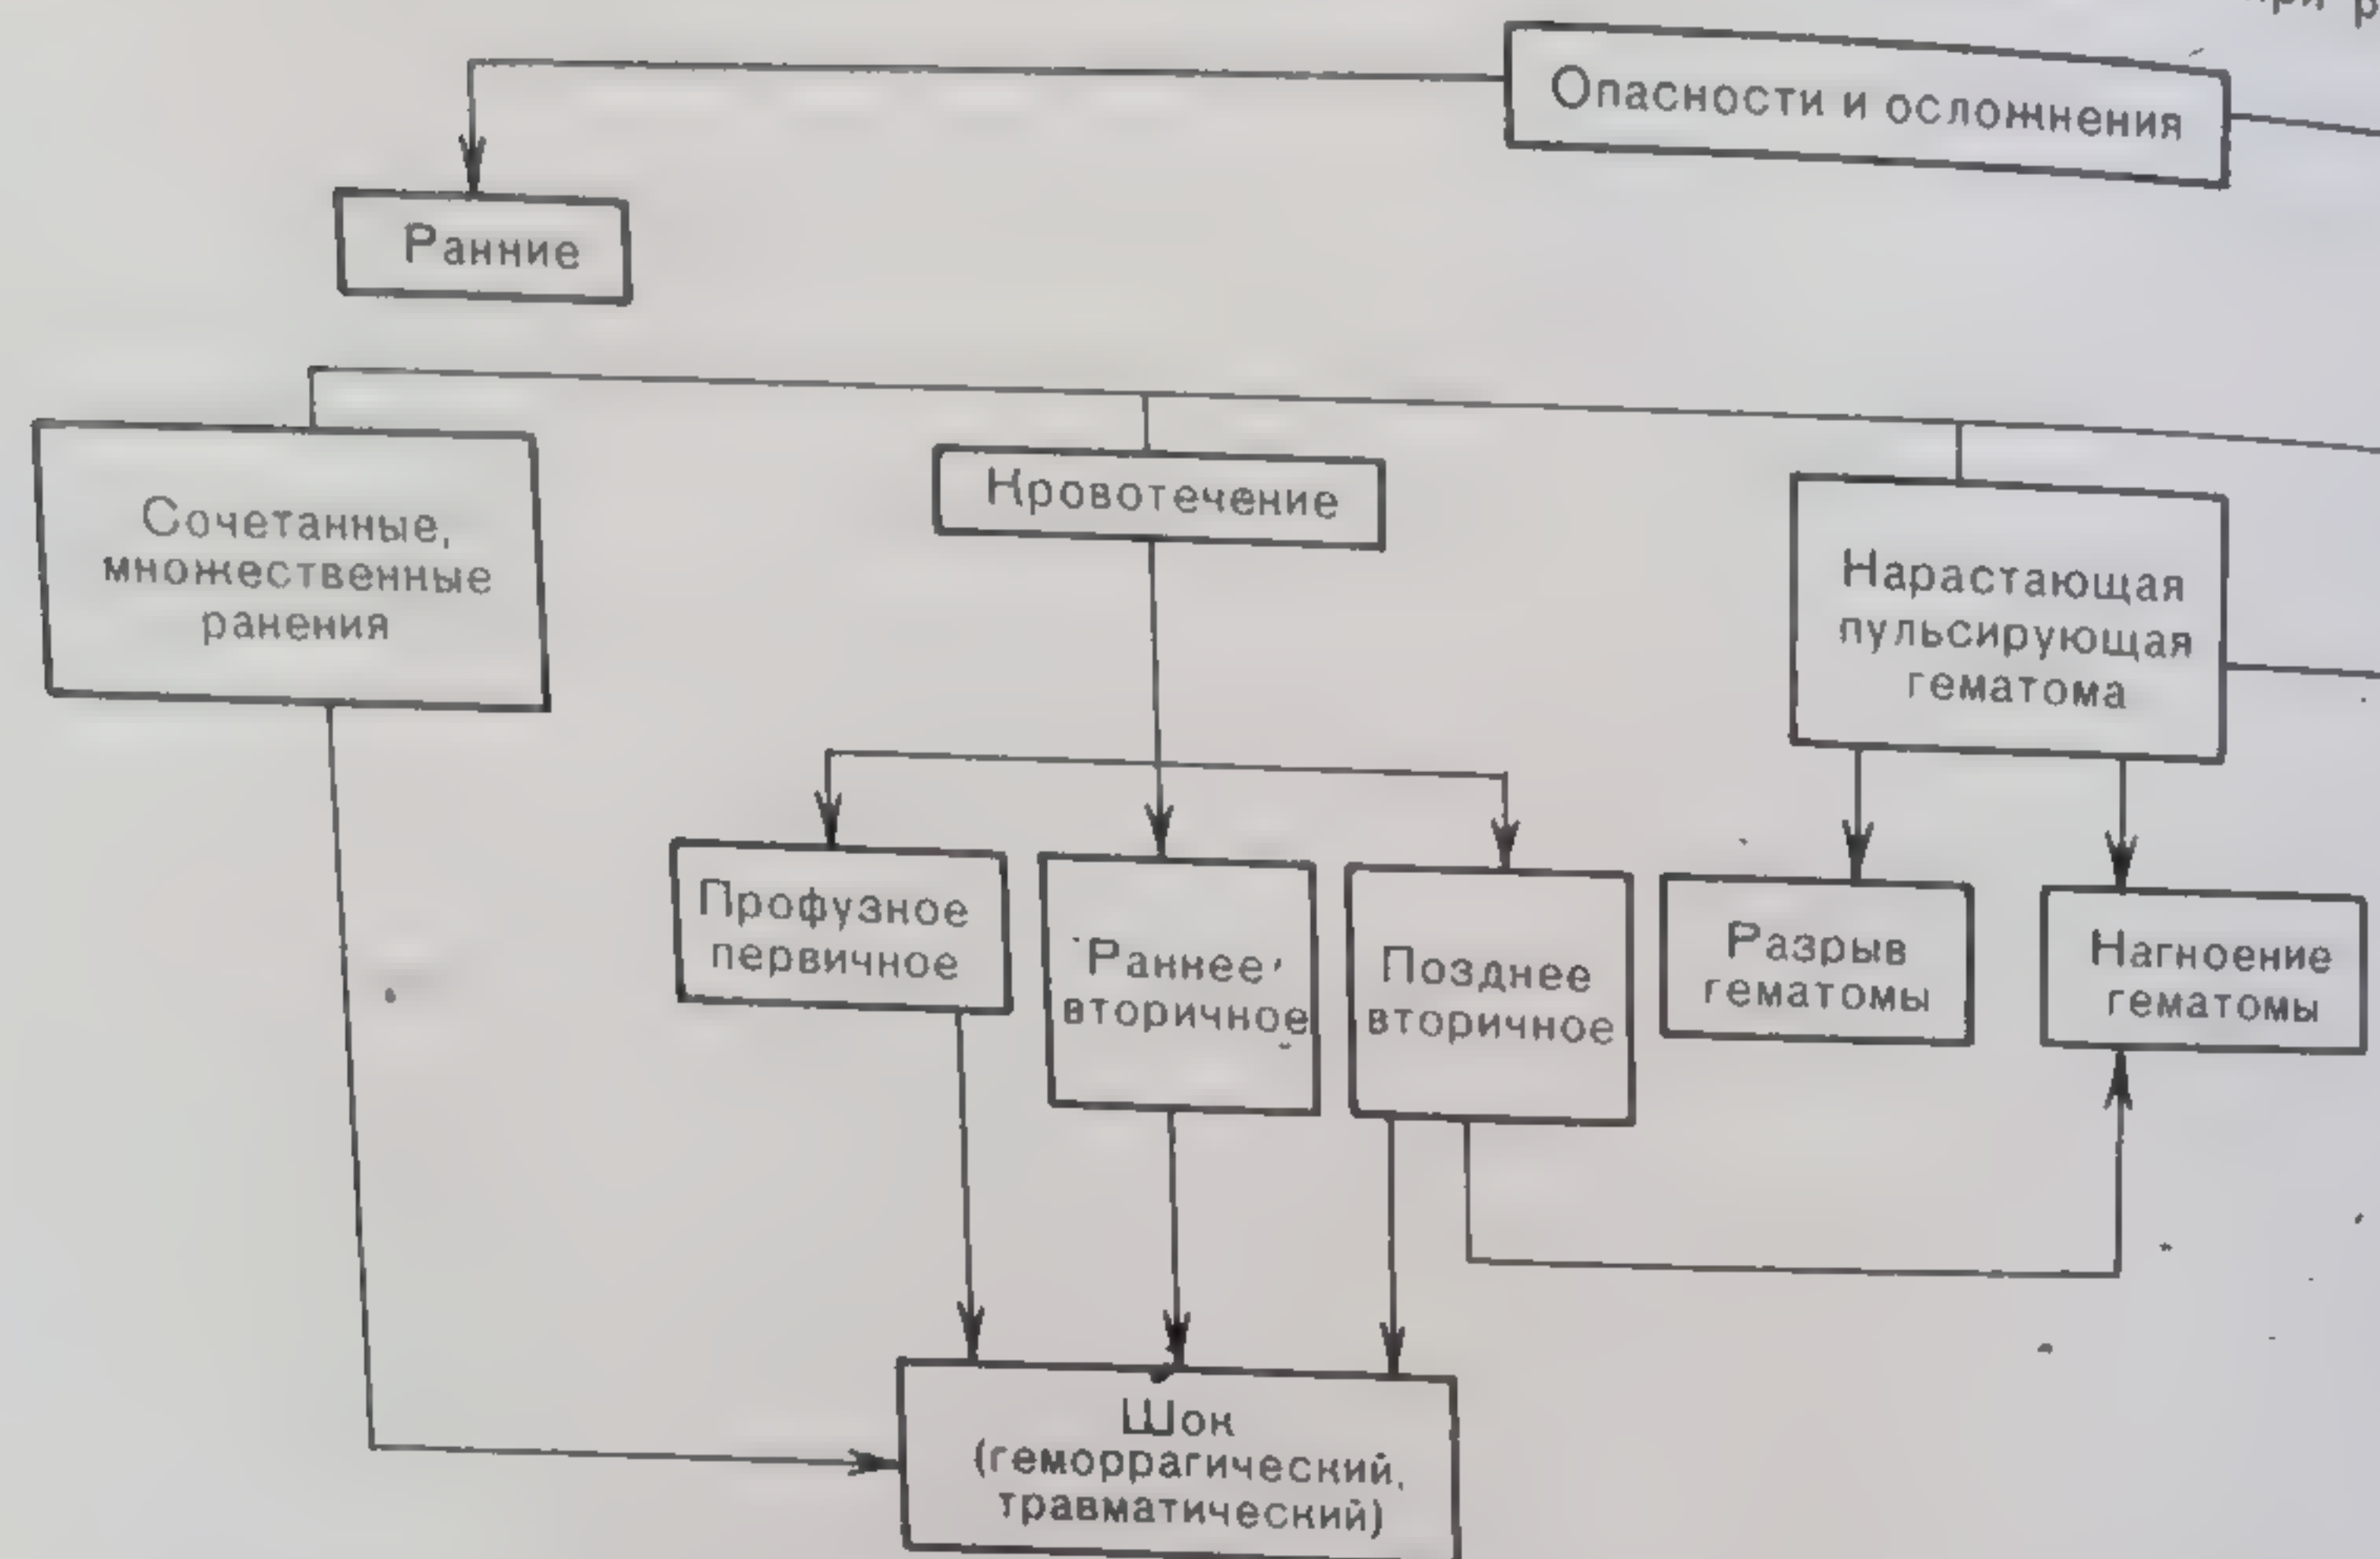 при
Опасности и осложнения
Ранние
Сочетанные,
множественные
ранения
Кровотечение
Нарастающая
пульсирующая
гематома
Профузное
первичное
Раннее
вторичное
Позднее
вторичное
Разрыв
гематомы
Нагноение
гематомы
Шок
(геморрагический,
травматический)